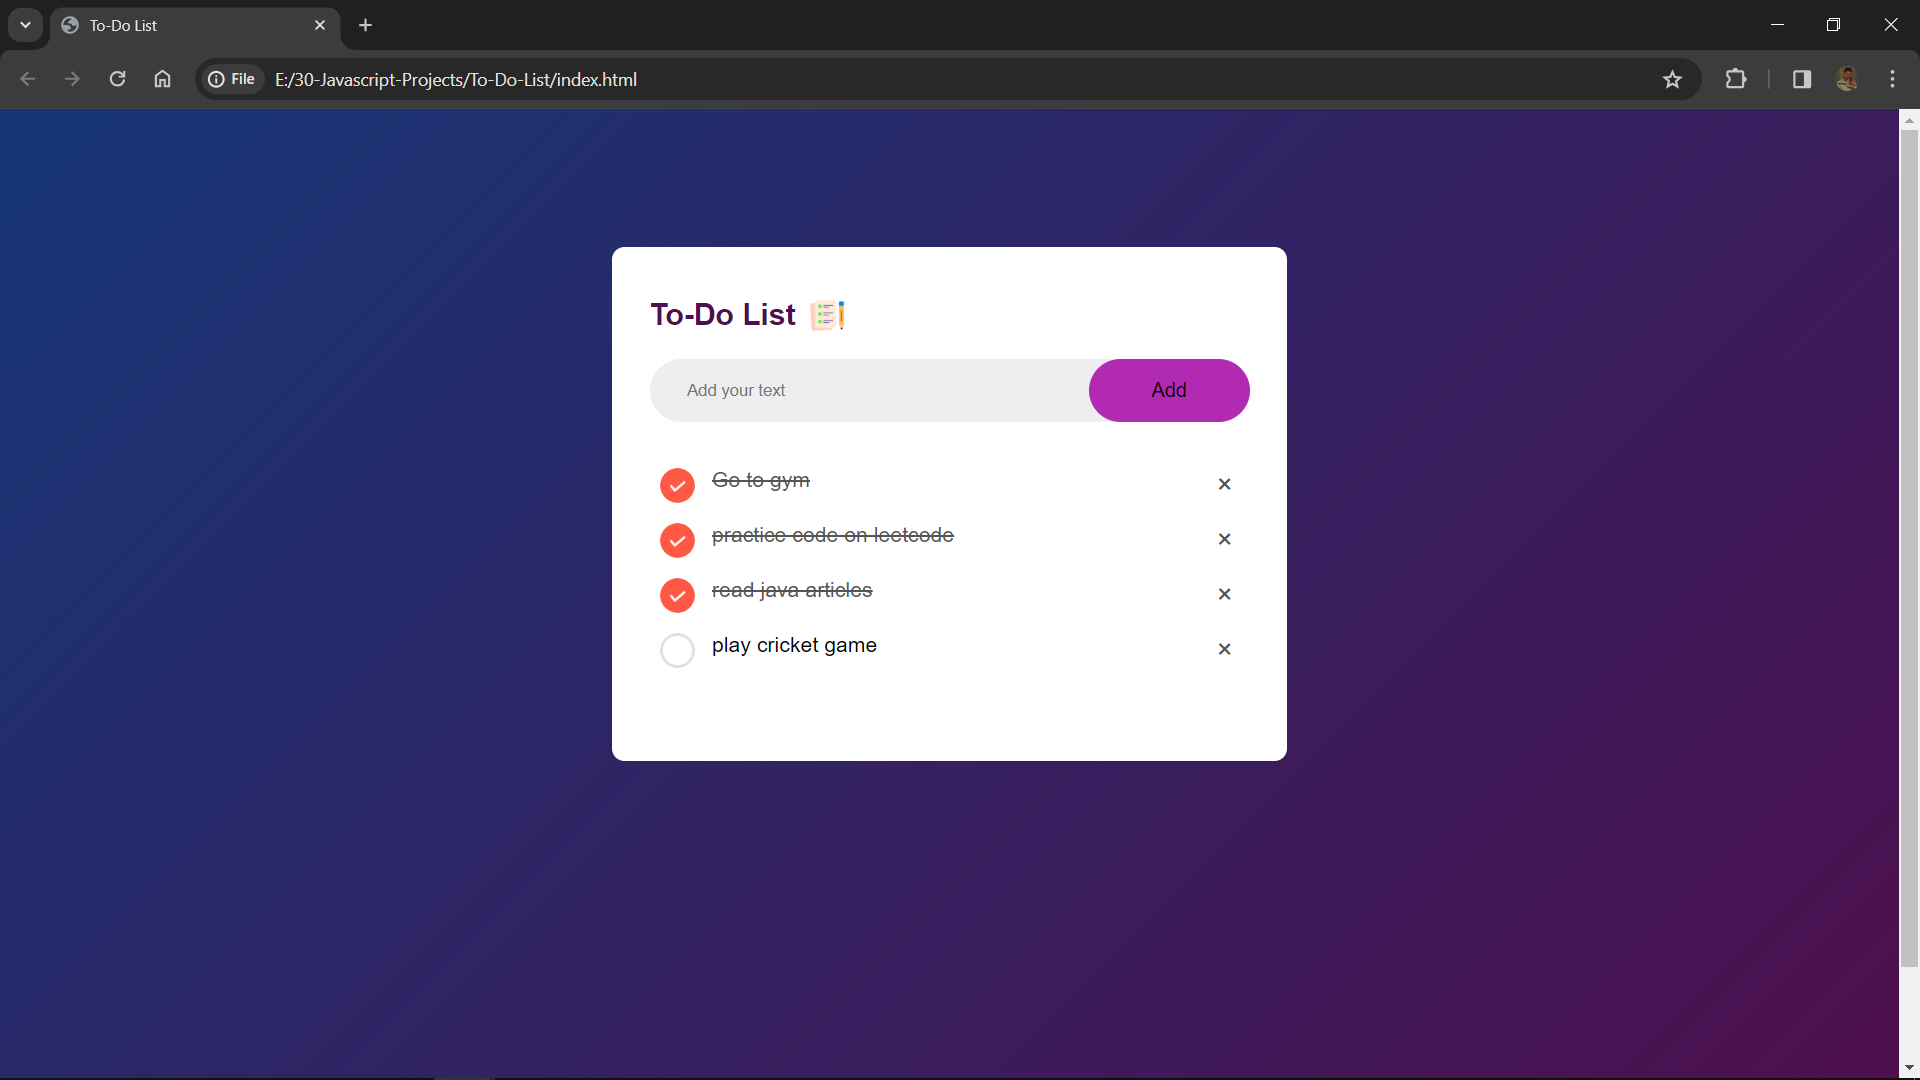 To-Do List
File E:/30-Javascript-Projects/To-Do-List/index.html
To-Do List
Add your text Add
Go to gym
practice code on leetcode
read java articles
play cricket game